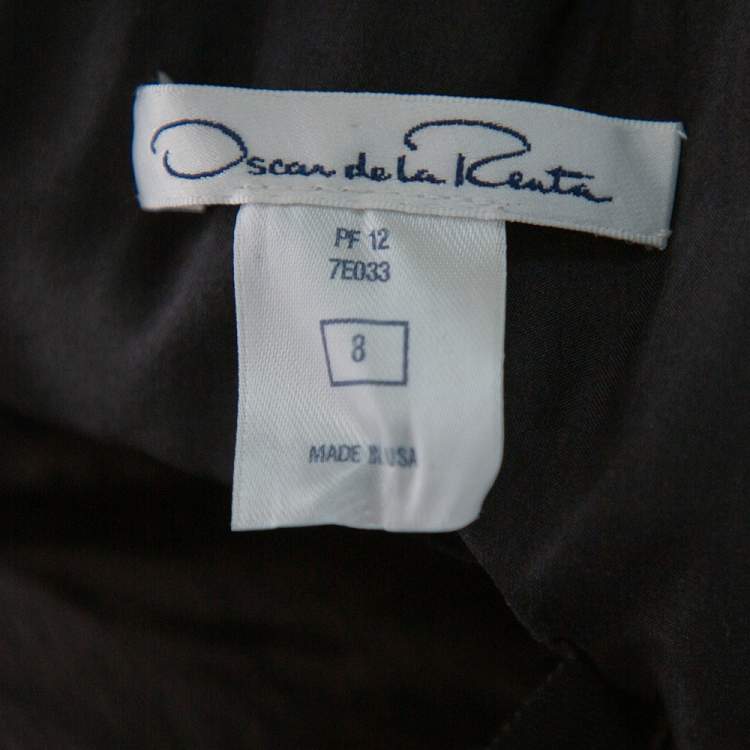 Oscar de la Renta
PF 12
7E033
8
MADE IN USA